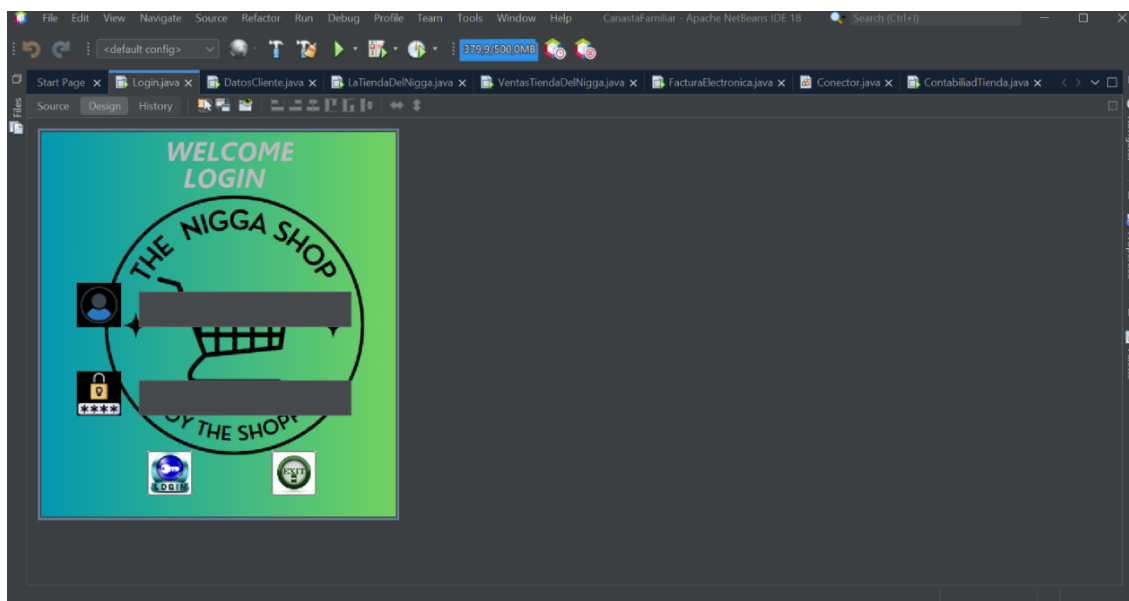 File Edit View Navigate Source Refactor Run Debug Profile Team Tools Window Help CanastaFamiliar - Apache NetBeans IDE 18 Search (Ctrl+I)
<default config> 379,9/500,0MB
Start Page Login.java DatosCliente.java LaTiendaDelNigga.java VentasTiendaDelNigga.java FacturaElectronica.java Conector.java ContabiliadTienda.java
Files
Source Design History
WELCOME
LOGIN
THE NIGGA SHOP
****
THE SHOPP
LOGIN EXIT